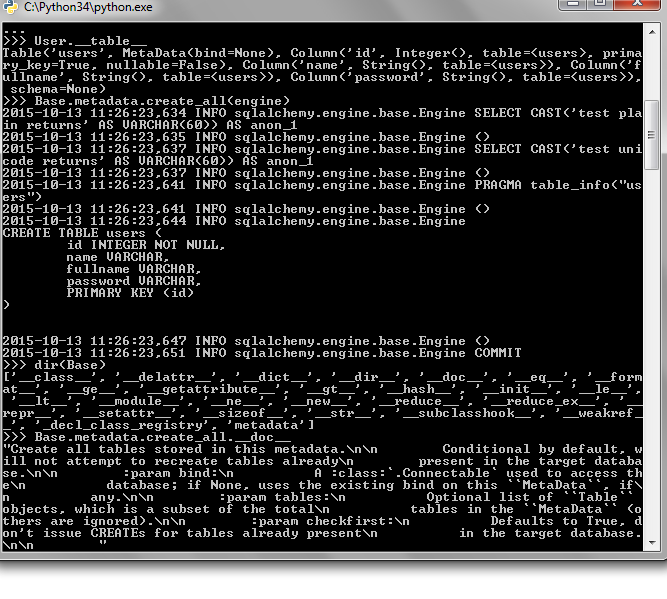 C:\Python34\python.exe
...
>>> User.__table__
Table('users', MetaData(bind=None), Column('id', Integer(), table=<users>, prima
ry_key=True, nullable=False), Column('name', String(), table=<users>), Column('f
ullname', String(), table=<users>), Column('password', String(), table=<users>),
 schema=None)
>>> Base.metadata.create_all(engine)
2015-10-13 11:26:23,634 INFO sqlalchemy.engine.base.Engine SELECT CAST('test pla
in returns' AS VARCHAR(60)) AS anon_1
2015-10-13 11:26:23,635 INFO sqlalchemy.engine.base.Engine ()
2015-10-13 11:26:23,637 INFO sqlalchemy.engine.base.Engine SELECT CAST('test uni
code returns' AS VARCHAR(60)) AS anon_1
2015-10-13 11:26:23,637 INFO sqlalchemy.engine.base.Engine ()
2015-10-13 11:26:23,641 INFO sqlalchemy.engine.base.Engine PRAGMA table_info("us
ers")
2015-10-13 11:26:23,641 INFO sqlalchemy.engine.base.Engine ()
2015-10-13 11:26:23,644 INFO sqlalchemy.engine.base.Engine
CREATE TABLE users (
        id INTEGER NOT NULL,
        name VARCHAR,
        fullname VARCHAR,
        password VARCHAR,
        PRIMARY KEY (id)
)
2015-10-13 11:26:23,647 INFO sqlalchemy.engine.base.Engine ()
2015-10-13 11:26:23,651 INFO sqlalchemy.engine.base.Engine COMMIT
>>> dir(Base)
['__class__', '__delattr__', '__dict__', '__dir__', '__doc__', '__eq__', '__form
at__', '__ge__', '__getattribute__', '__gt__', '__hash__', '__init__', '__le__',
 '__lt__', '__module__', '__ne__', '__new__', '__reduce__', '__reduce_ex__', '__
repr__', '__setattr__', '__sizeof__', '__str__', '__subclasshook__', '__weakref_
_', '_decl_class_registry', 'metadata']
>>> Base.metadata.create_all.__doc__
"Create all tables stored in this metadata.\n\n        Conditional by default, w
ill not attempt to recreate tables already\n        present in the target databa
se.\n\n        :param bind:\n          A :class:`.Connectable` used to access th
e\n          database; if None, uses the existing bind on this ``MetaData``, if\
n          any.\n\n        :param tables:\n          Optional list of ``Table``
objects, which is a subset of the total\n          tables in the ``MetaData`` (o
thers are ignored).\n\n        :param checkfirst:\n          Defaults to True, d
on't issue CREATEs for tables already present\n          in the target database.
\n\n        "